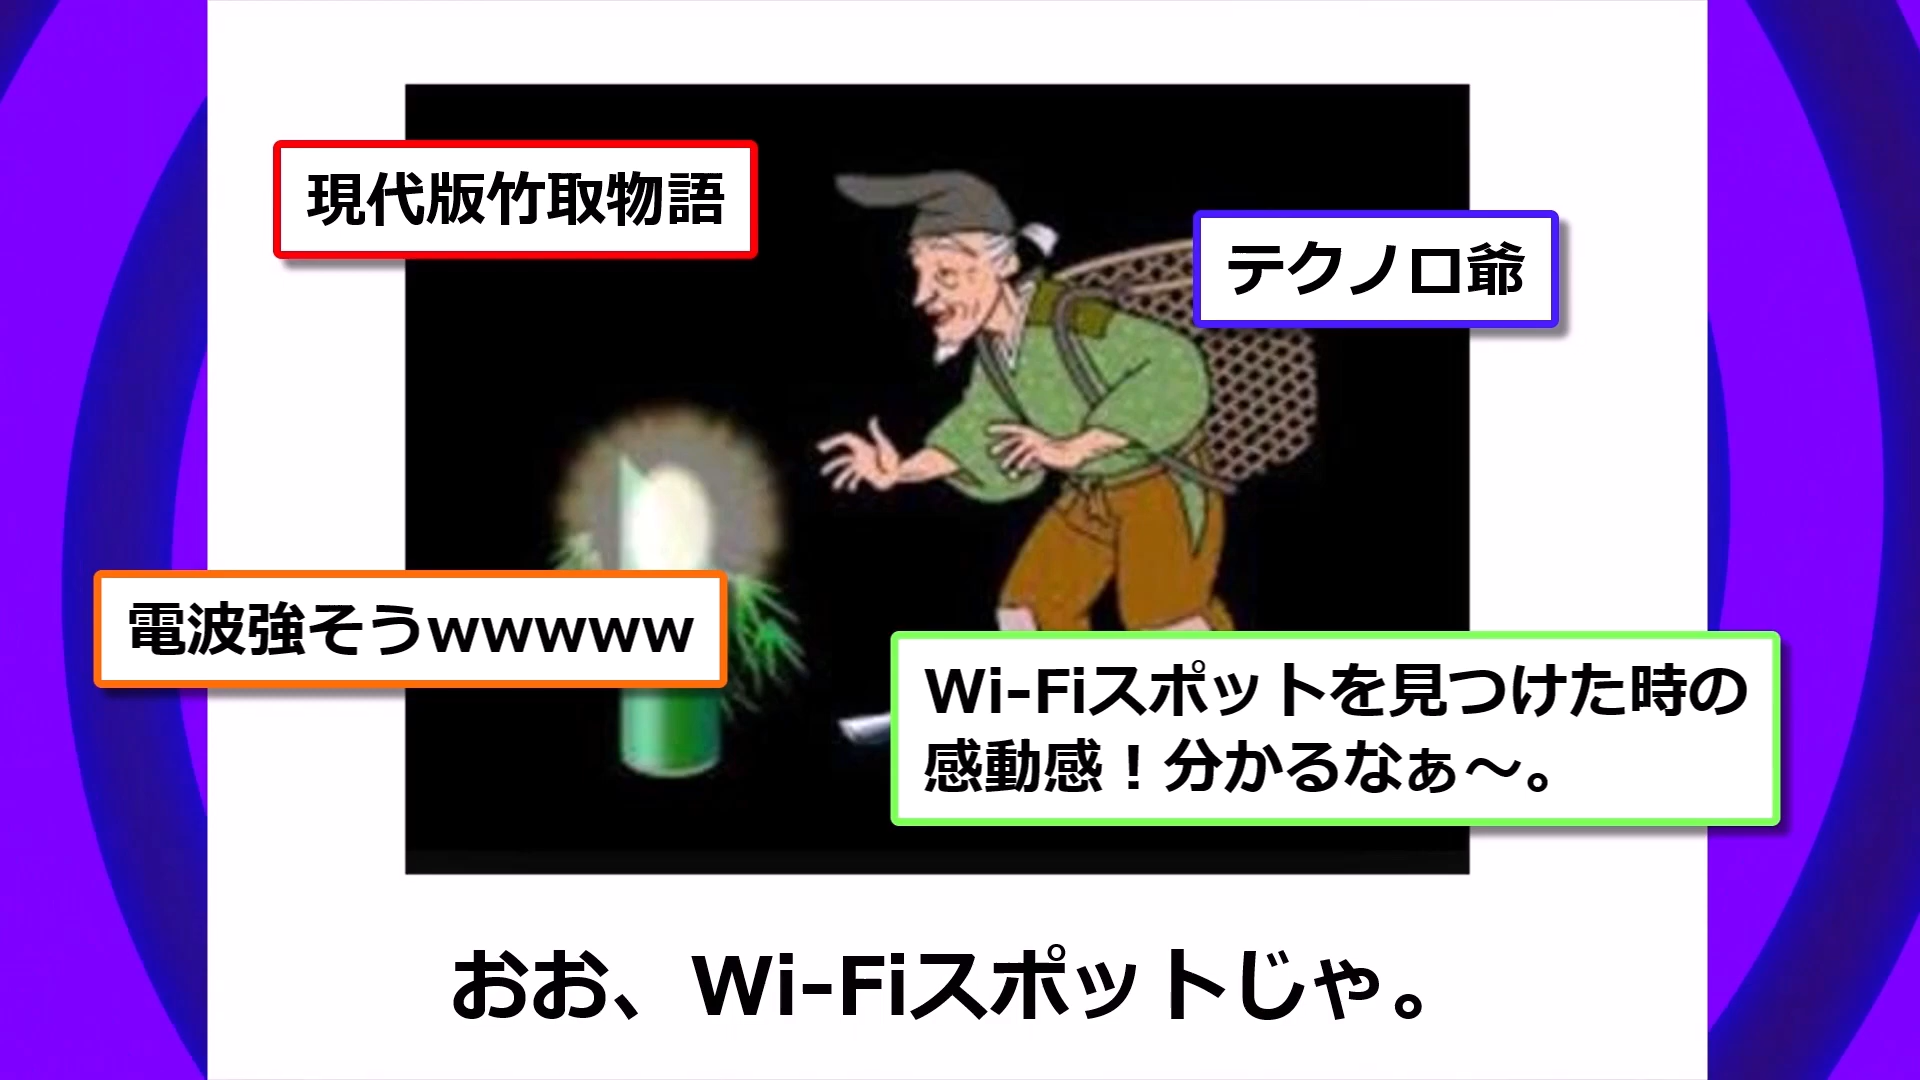 現代版竹取物語
テクノロ爺
電波強そうwwwww
Wi-Fiスポットを見つけた時の
感動感！分かるなぁ～。
おお、Wi-Fiスポットじゃ。